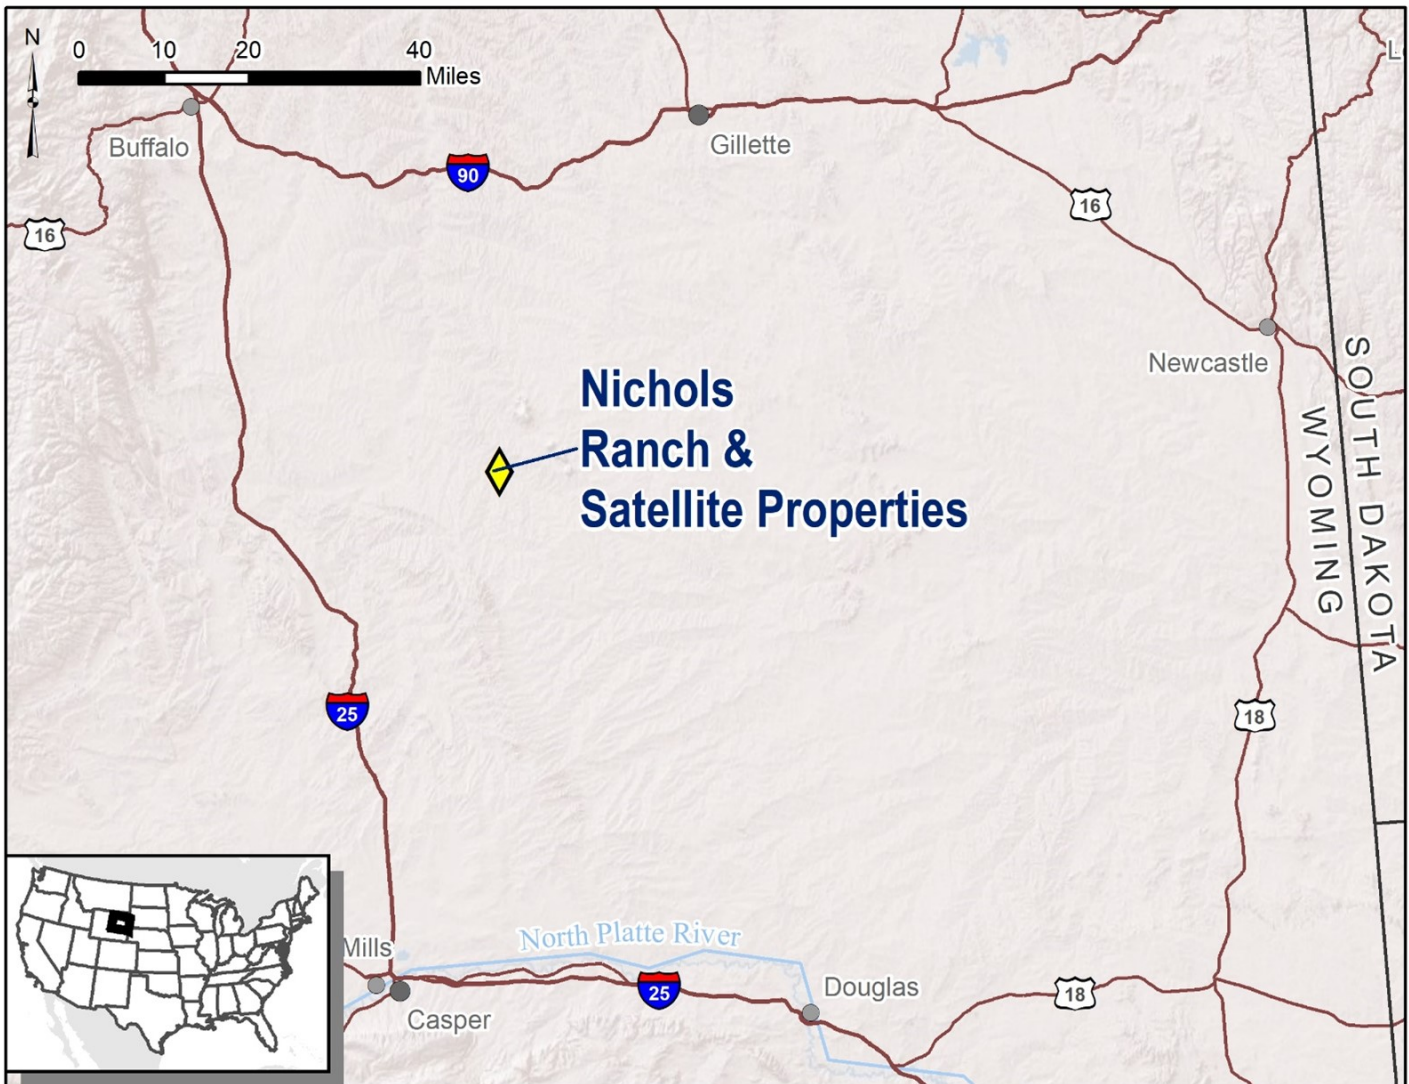 N
0 10 20 40
Miles
L
Buffalo
Gillette
90
16
16
Newcastle
Nichols
Ranch &
Satellite Properties
SOUTH DAKOTA
WYOMING
25
18
North Platte River
Mills
25
18
Douglas
Casper